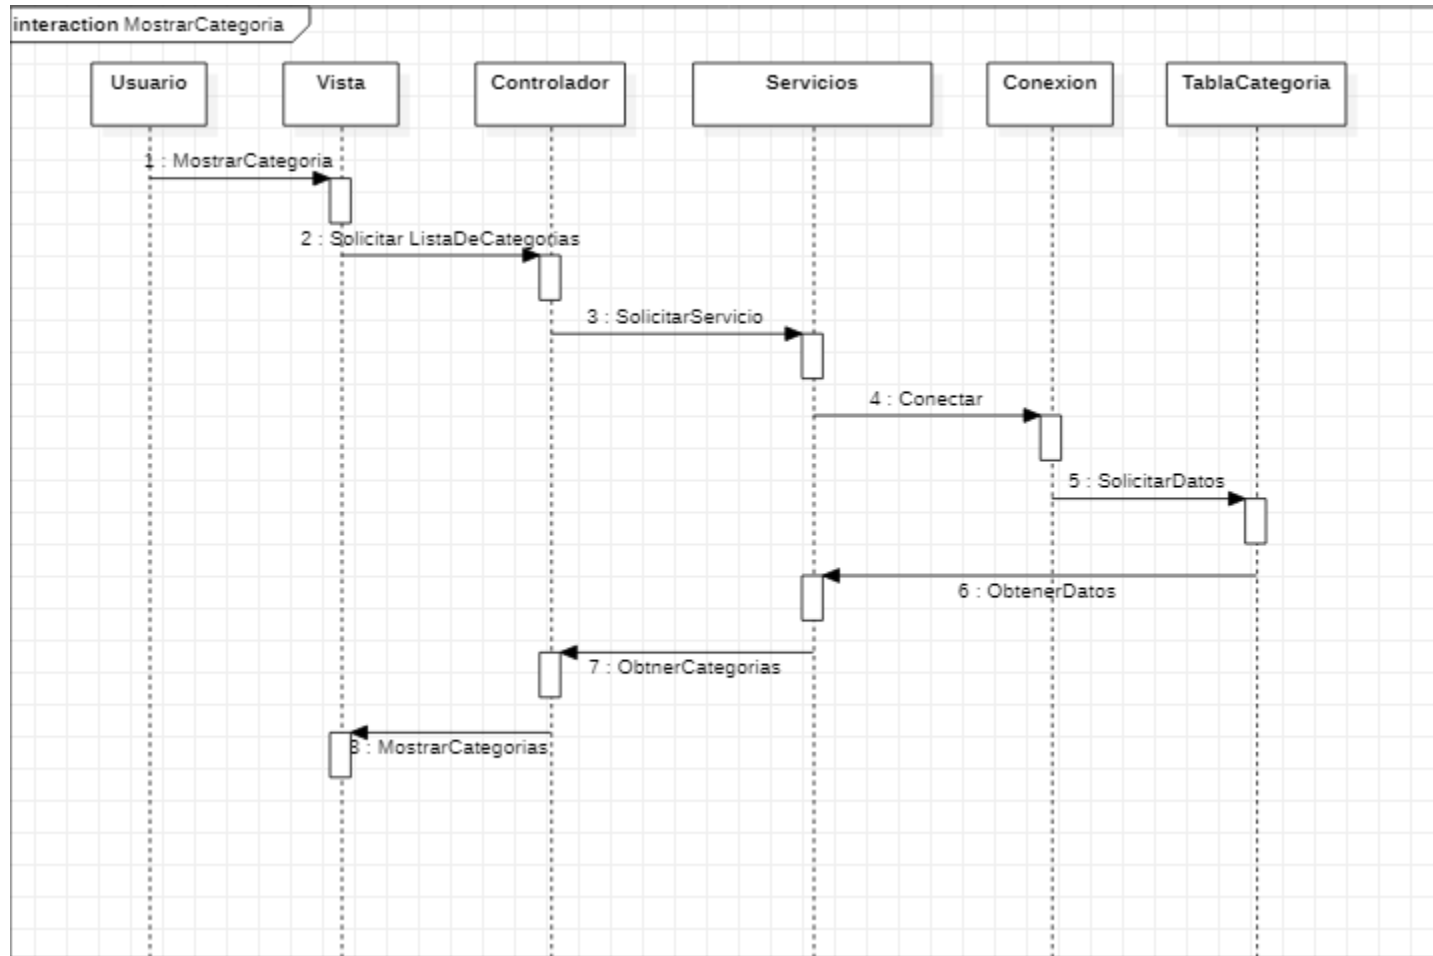 interaction MostrarCategoria
Usuario
Vista
Controlador
Servicios
Conexion
TablaCategoria
1 : MostrarCategoria
2 : Solicitar ListaDeCategorias
3 : SolicitarServicio
4 : Conectar
5 : SolicitarDatos
6 : ObtenerDatos
7 : ObtnerCategorias
8 : MostrarCategorias